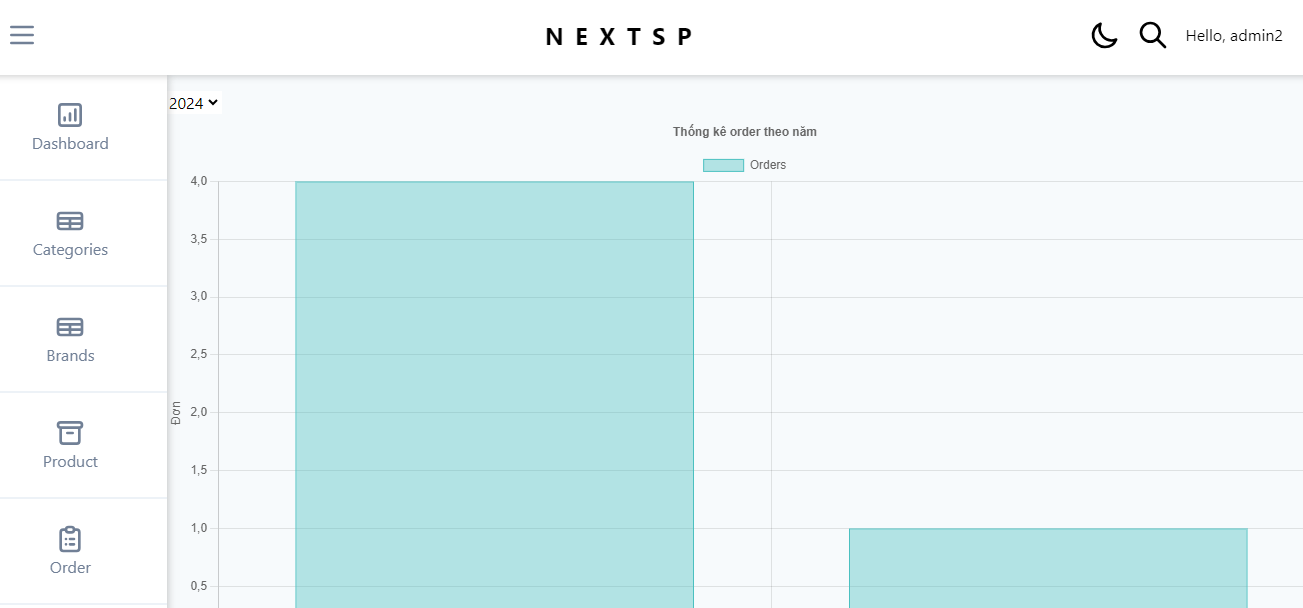 NEXTSP
Hello, admin2
Dashboard
Categories
Brands
Product
Order
2024
Thống kê order theo năm
Orders
4,0
3,5
3,0
2,5
2,0
1,5
1,0
0,5
Đơn